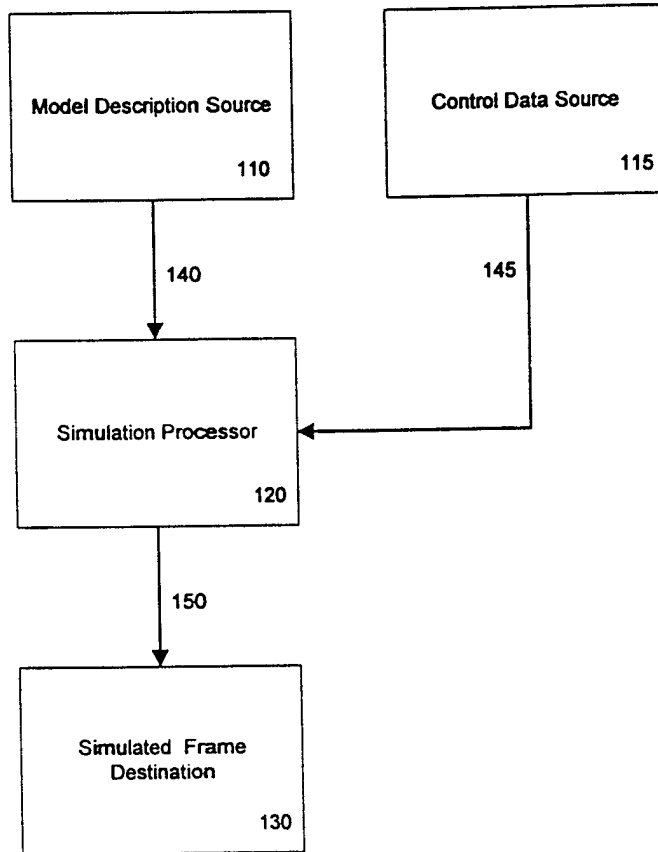 Model Description Source
110
Control Data Source
115
140
145
Simulation Processor
120
150
Simulated Frame
Destination
130